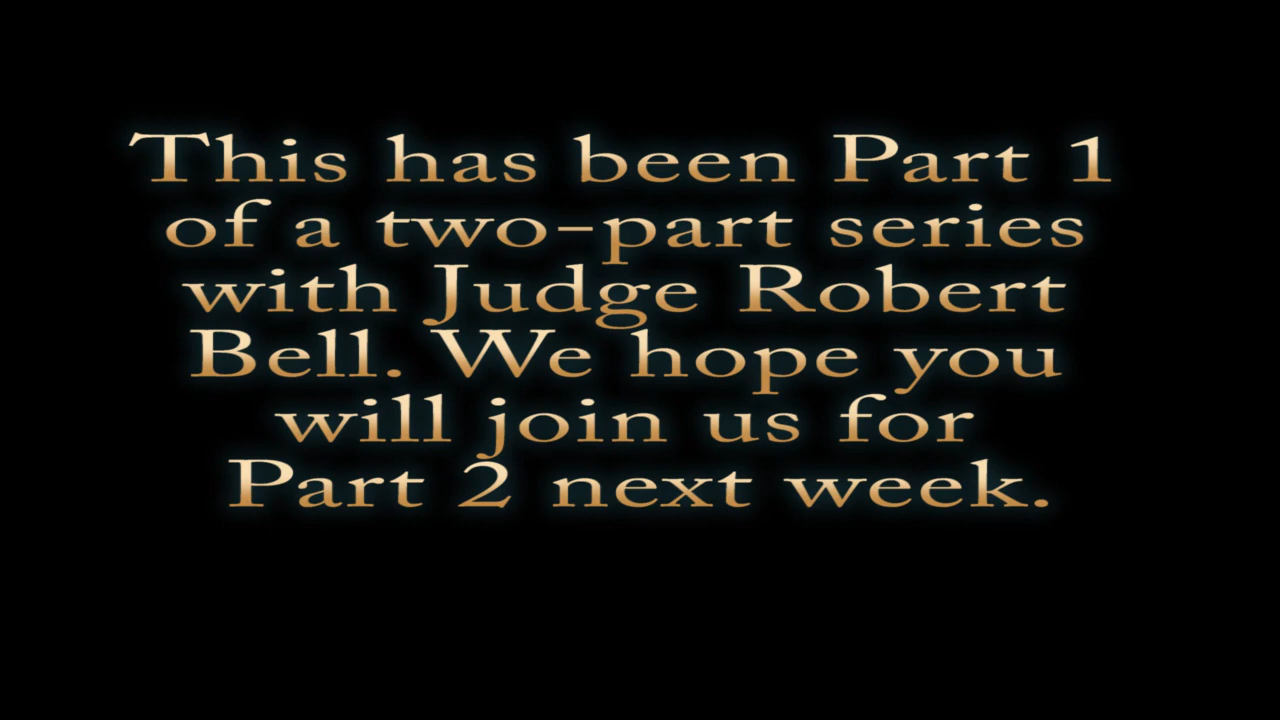 This has been Part 1
of a two-part series
with Judge Robert
Bell. We hope you
will join us for
Part 2 next week.